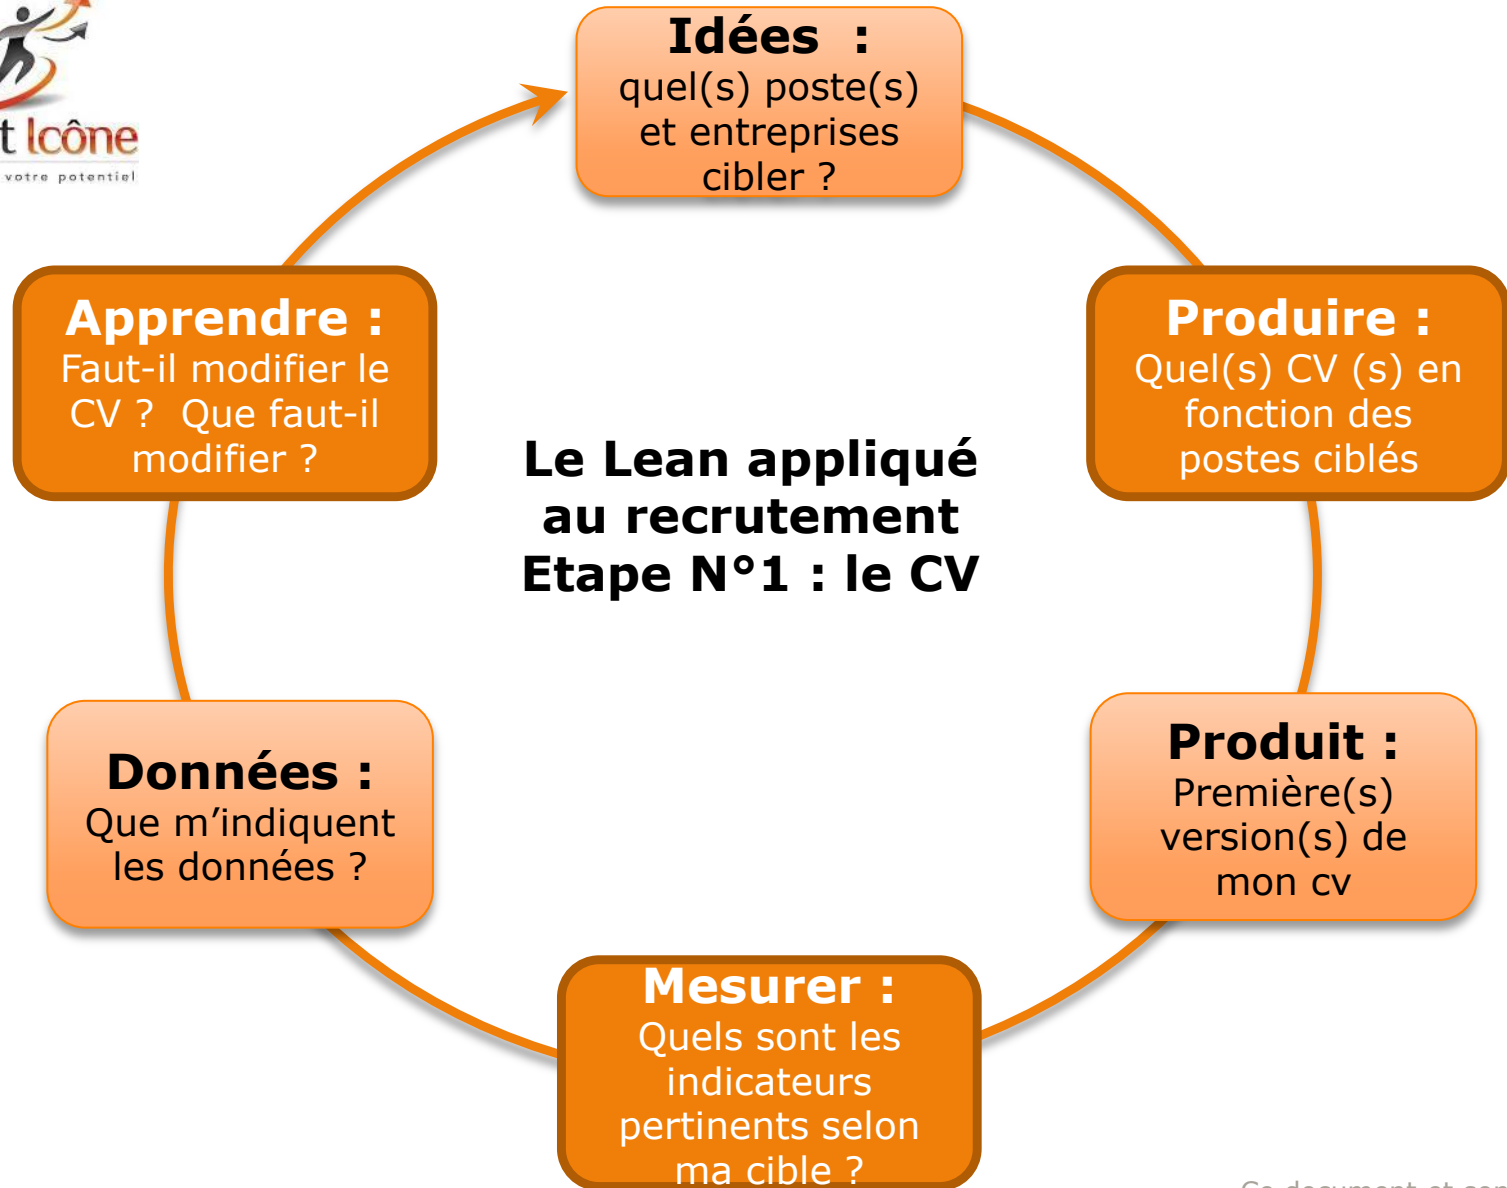 t Icône
votre potentiel
Idées :
quel(s) poste(s)
et entreprises
cibler ?
Produire :
Quel(s) CV (s) en
fonction des
postes ciblés
Produit :
Première(s)
version(s) de
mon cv
Mesurer :
Quels sont les
indicateurs
pertinents selon
ma cible ?
Données :
Que m’indiquent
les données ?
Apprendre :
Faut-il modifier le
CV ? Que faut-il
modifier ?
Le Lean appliqué
au recrutement
Etape N°1 : le CV